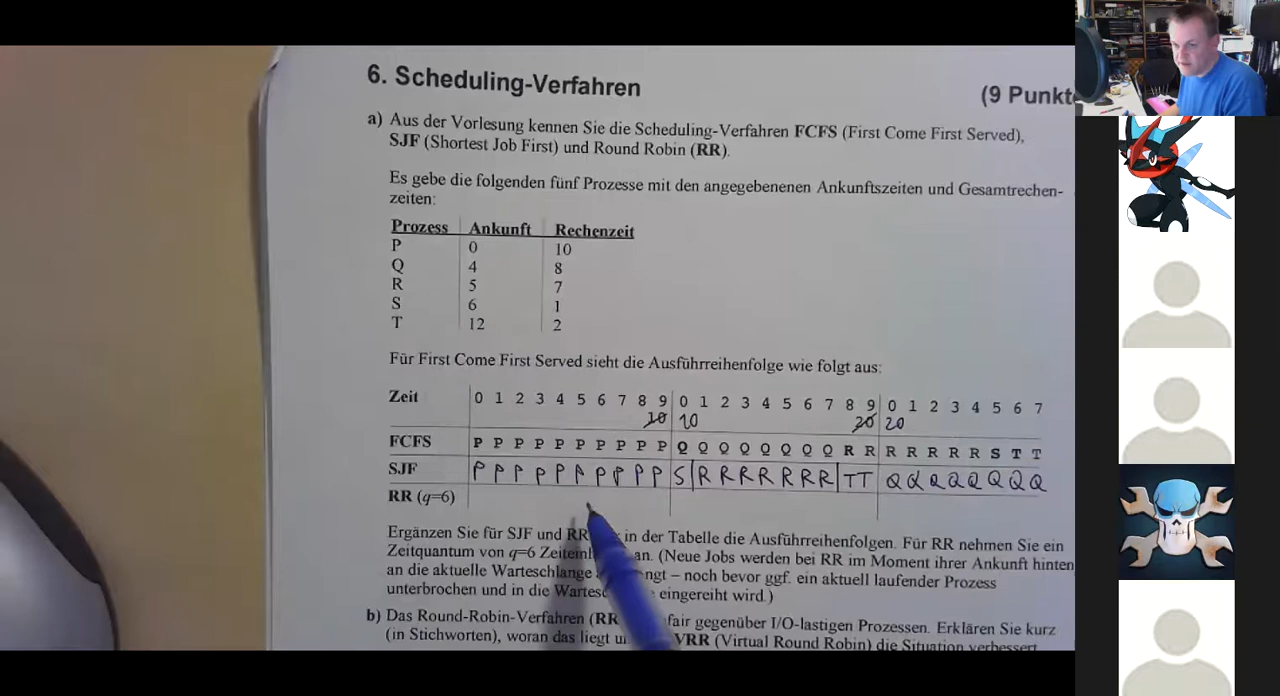 6. Scheduling-Verfahren (9 Punkt
a) Aus der Vorlesung kennen Sie die Scheduling-Verfahren FCFS (First Come First Served),
SJF (Shortest Job First) und Round Robin (RR).
Es gebe die folgenden fünf Prozesse mit den angegebenenen Ankunftszeiten und Gesamtrechen-
zeiten:
Prozess Ankunft Rechenzeit
P 0 10
Q 4 8
R 5 7
S 6 1
T 12 2
Für First Come First Served sieht die Ausführreihenfolge wie folgt aus:
Zeit 0 1 2 3 4 5 6 7 8 9 0 1 2 3 4 5 6 7 8 9 0 1 2 3 4 5 6 7
10 10 20 20
FCFS P P P P P P P P P P Q Q Q Q Q Q Q Q R R R R R R R S T T
SJF P P P P P P P P P P S R R R R R R R T T Q Q Q Q Q Q Q Q
RR (q=6)
Ergänzen Sie für SJF und RR in der Tabelle die Ausführreihenfolgen. Für RR nehmen Sie ein
Zeitquantum von q=6 an. (Neue Jobs werden bei RR im Moment ihrer Ankunft hinten
an die aktuelle Warteschlange – noch bevor ggf. ein aktuell laufender Prozess
unterbrochen und in die eingereiht wird.)
b) Das Round-Robin-Verfahren (RR fair gegenüber I/O-lastigen Prozessen. Erklären Sie kurz
(in Stichworten), woran das liegt VRR (Virtual Round Robin) die Situation verbessert